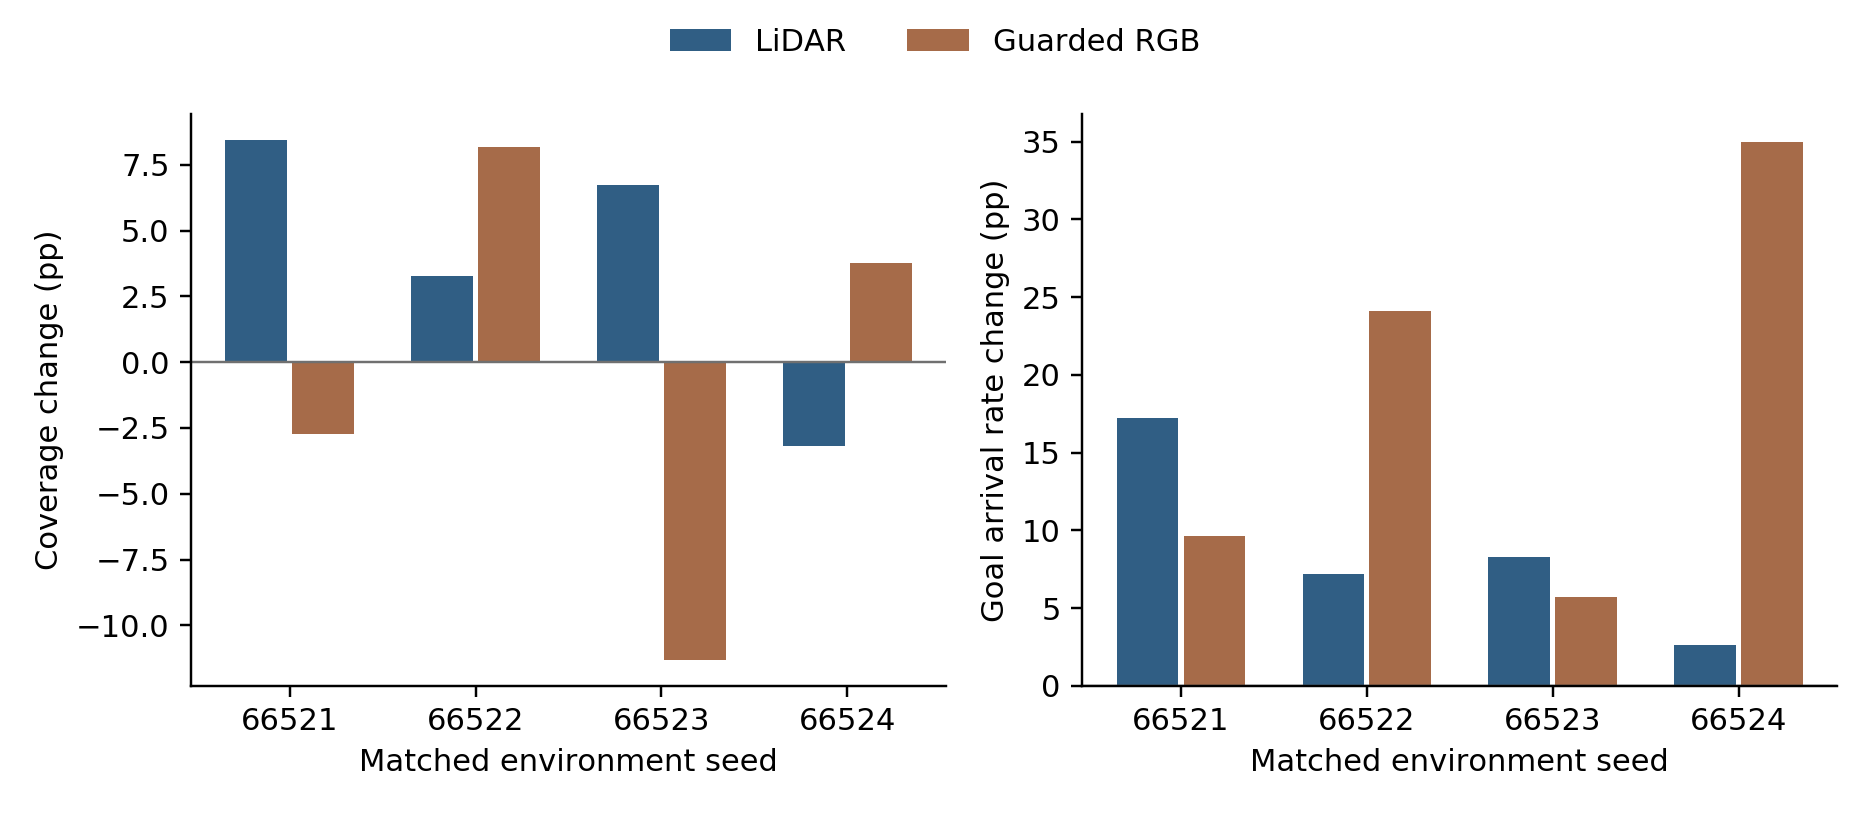 LiDAR Guarded RGB
Coverage change (pp)
7.5
5.0
2.5
0.0
−2.5
−5.0
−7.5
−10.0
66521 66522 66523 66524
Matched environment seed
Goal arrival rate change (pp)
35
30
25
20
15
10
5
0
66521 66522 66523 66524
Matched environment seed